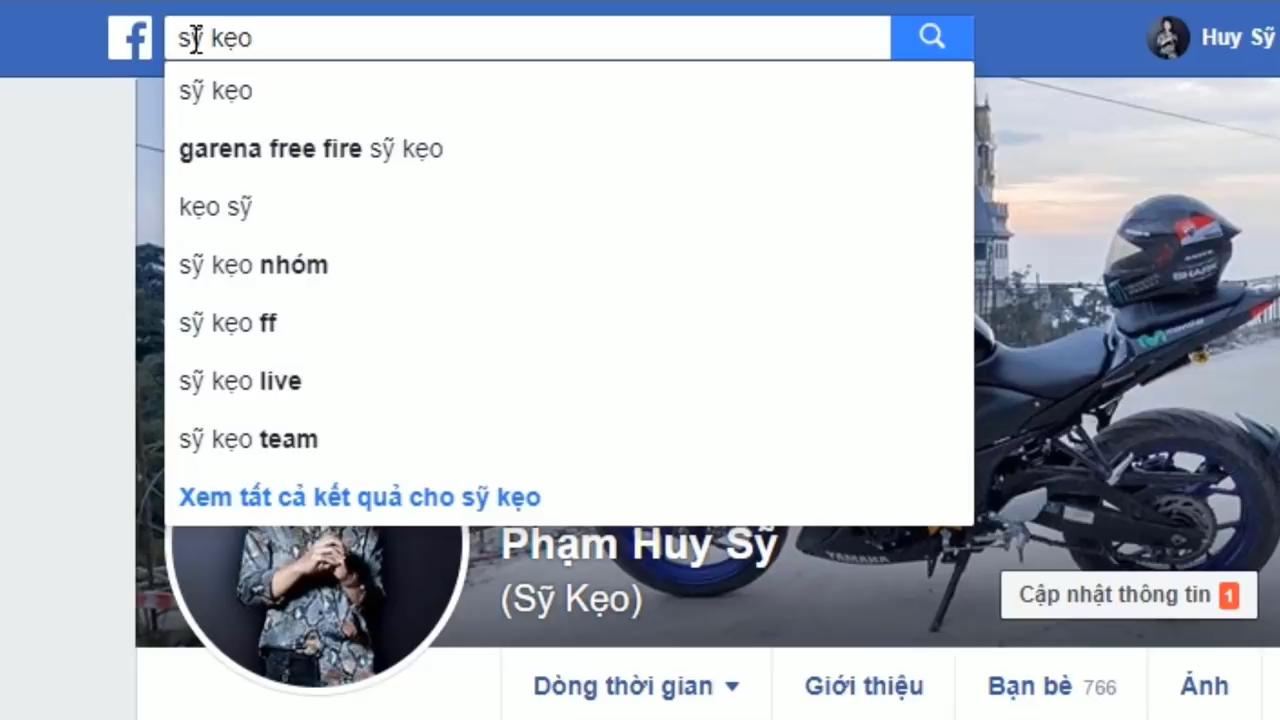 sỹ kẹo
Huy Sỹ
sỹ kẹo
garena free fire sỹ kẹo
kẹo sỹ
sỹ kẹo nhóm
sỹ kẹo ff
sỹ kẹo live
sỹ kẹo team
Xem tất cả kết quả cho sỹ kẹo
SHARK
YAMAHA
Phạm Huy Sỹ
(Sỹ Kẹo)
Cập nhật thông tin 1
Dòng thời gian
Giới thiệu
Bạn bè 766
Ảnh